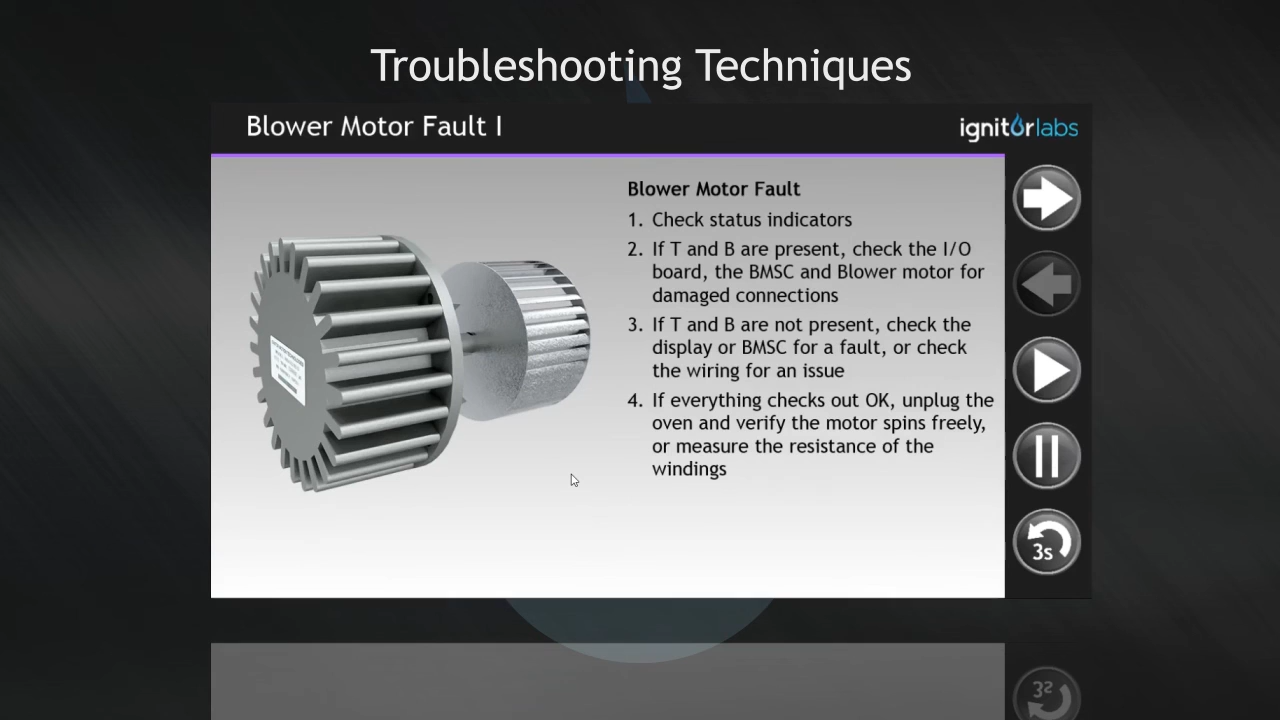 Troubleshooting Techniques
Blower Motor Fault I
ignitorlabs
Blower Motor Fault
1. Check status indicators
2. If T and B are present, check the I/O
board, the BMSC and Blower motor for
damaged connections
3. If T and B are not present, check the
display or BMSC for a fault, or check
the wiring for an issue
4. If everything checks out OK, unplug the
oven and verify the motor spins freely,
or measure the resistance of the
windings
3s